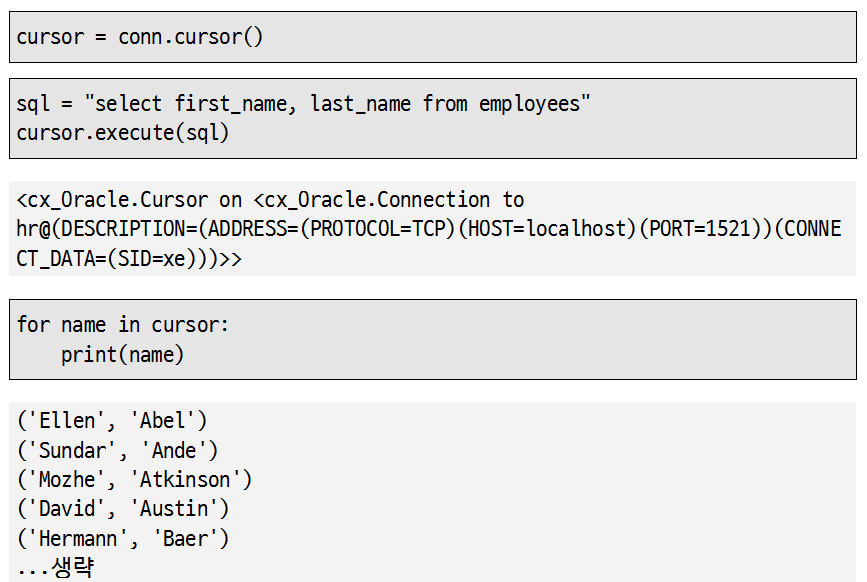 cursor = conn.cursor()
sql = "select first_name, last_name from employees"
cursor.execute(sql)
<cx_Oracle.Cursor on <cx_Oracle.Connection to
hr@(DESCRIPTION=(ADDRESS=(PROTOCOL=TCP)(HOST=localhost)(PORT=1521))(CONNE
CT_DATA=(SID=xe)))>>
for name in cursor:
    print(name)
('Ellen', 'Abel')
('Sundar', 'Ande')
('Mozhe', 'Atkinson')
('David', 'Austin')
('Hermann', 'Baer')
...생략